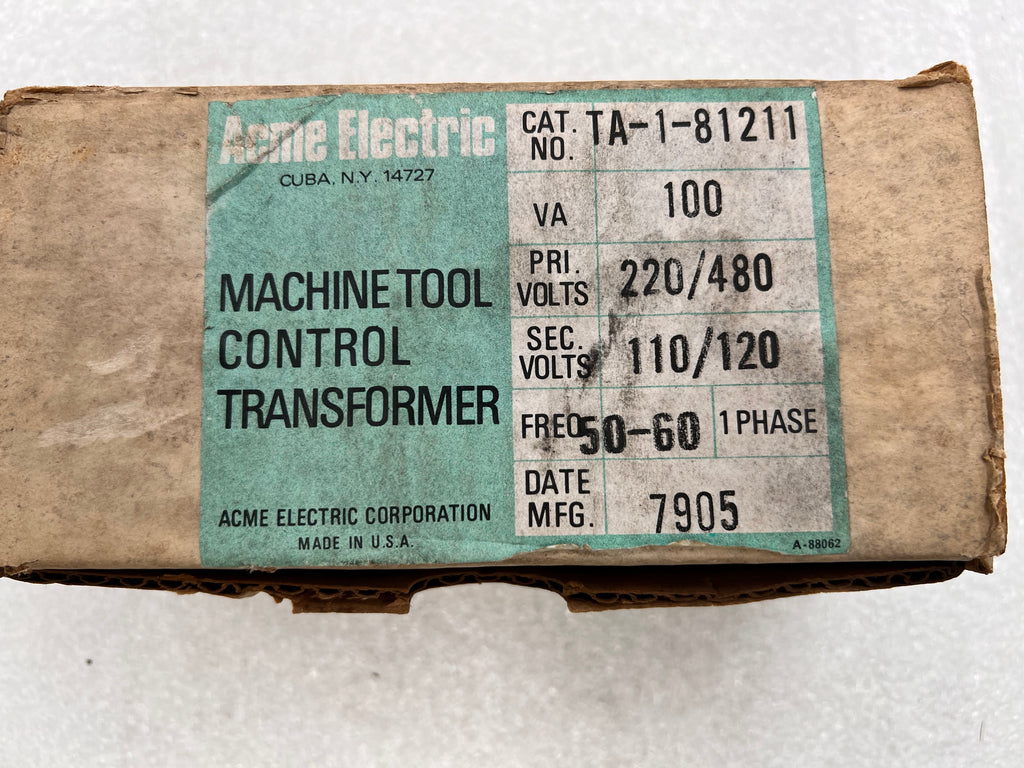 Acme Electric
CUBA, N.Y. 14727
MACHINE TOOL
CONTROL
TRANSFORMER
ACME ELECTRIC CORPORATION
MADE IN U.S.A.
CAT. NO. TA-1-81211
VA 100
PRI. VOLTS 220/480
SEC. VOLTS 110/120
FREQ 50-60 1 PHASE
DATE MFG. 7905
A-88062